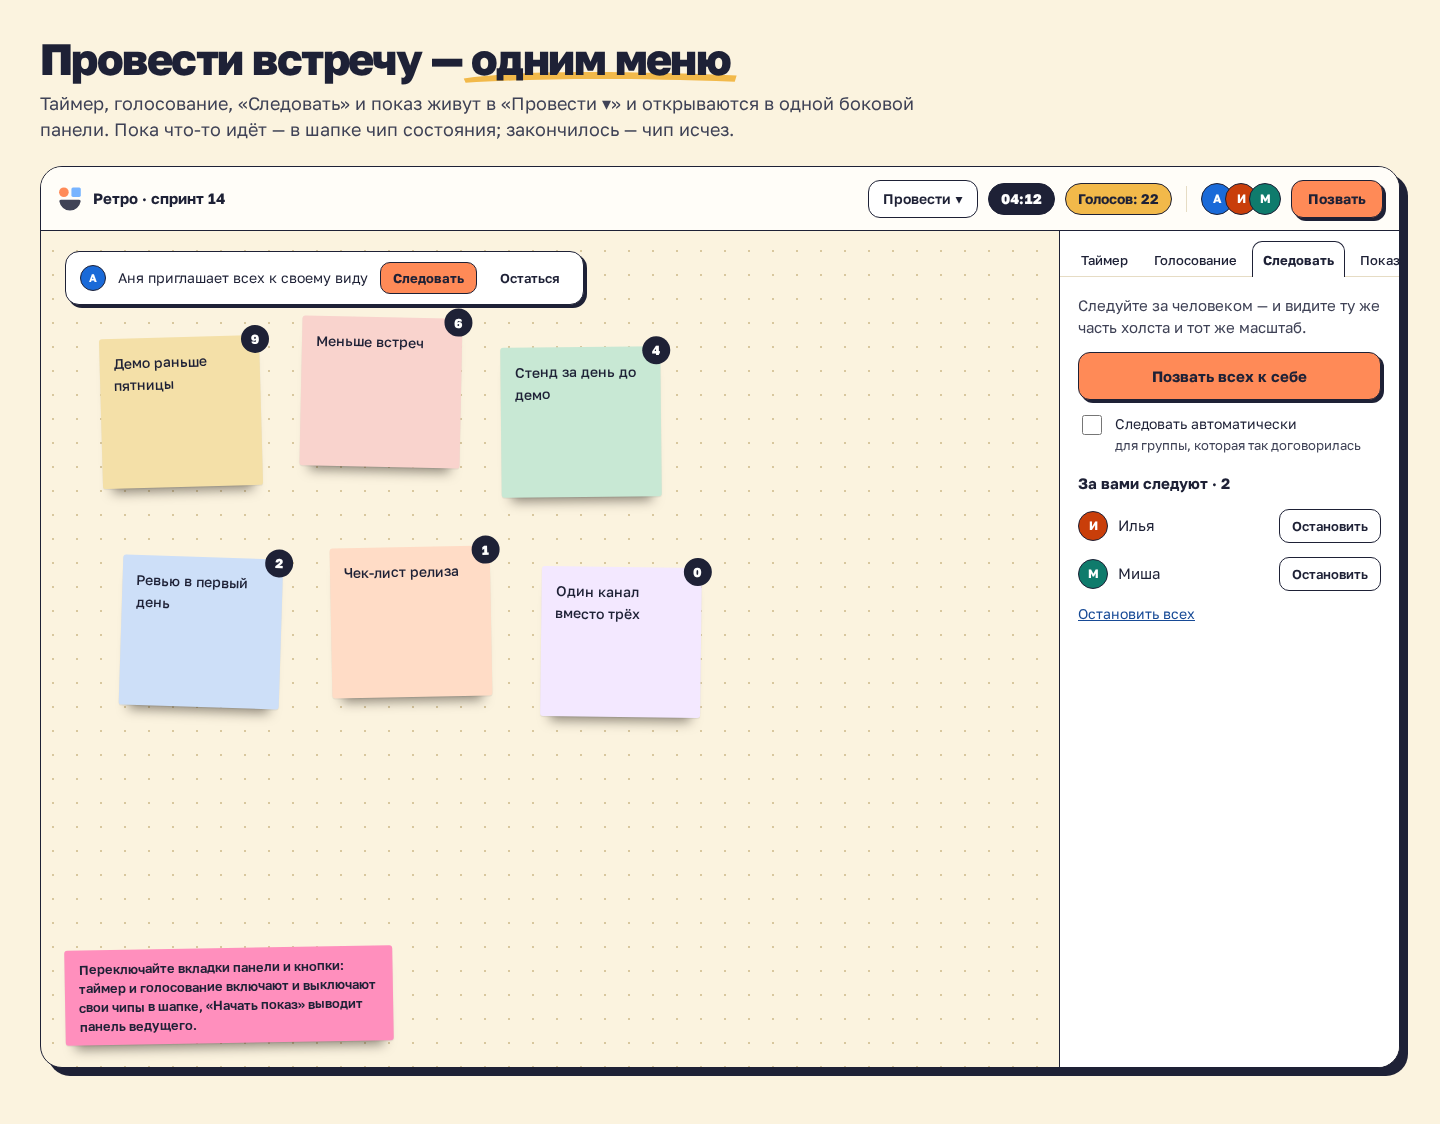 Провести встречу — одним меню
Таймер, голосование, «Следовать» и показ живут в «Провести ▾» и открываются в одной боковой
панели. Пока что-то идёт — в шапке чип состояния; закончилось — чип исчез.
Ретро · спринт 14
Провести ▾
04:12
Голосов: 22
А
И
М
Позвать
А
Аня приглашает всех к своему виду
Следовать
Остаться
Таймер
Голосование
Следовать
Показ
Следуйте за человеком — и видите ту же
часть холста и тот же масштаб.
Позвать всех к себе
Следовать автоматически
для группы, которая так договорилась
За вами следуют · 2
И
Илья
Остановить
М
Миша
Остановить
Остановить всех
9
Демо раньше
пятницы
6
Меньше встреч
4
Стенд за день до
демо
2
Ревью в первый
день
1
Чек-лист релиза
0
Один канал
вместо трёх
Переключайте вкладки панели и кнопки:
таймер и голосование включают и выключают
свои чипы в шапке, «Начать показ» выводит
панель ведущего.